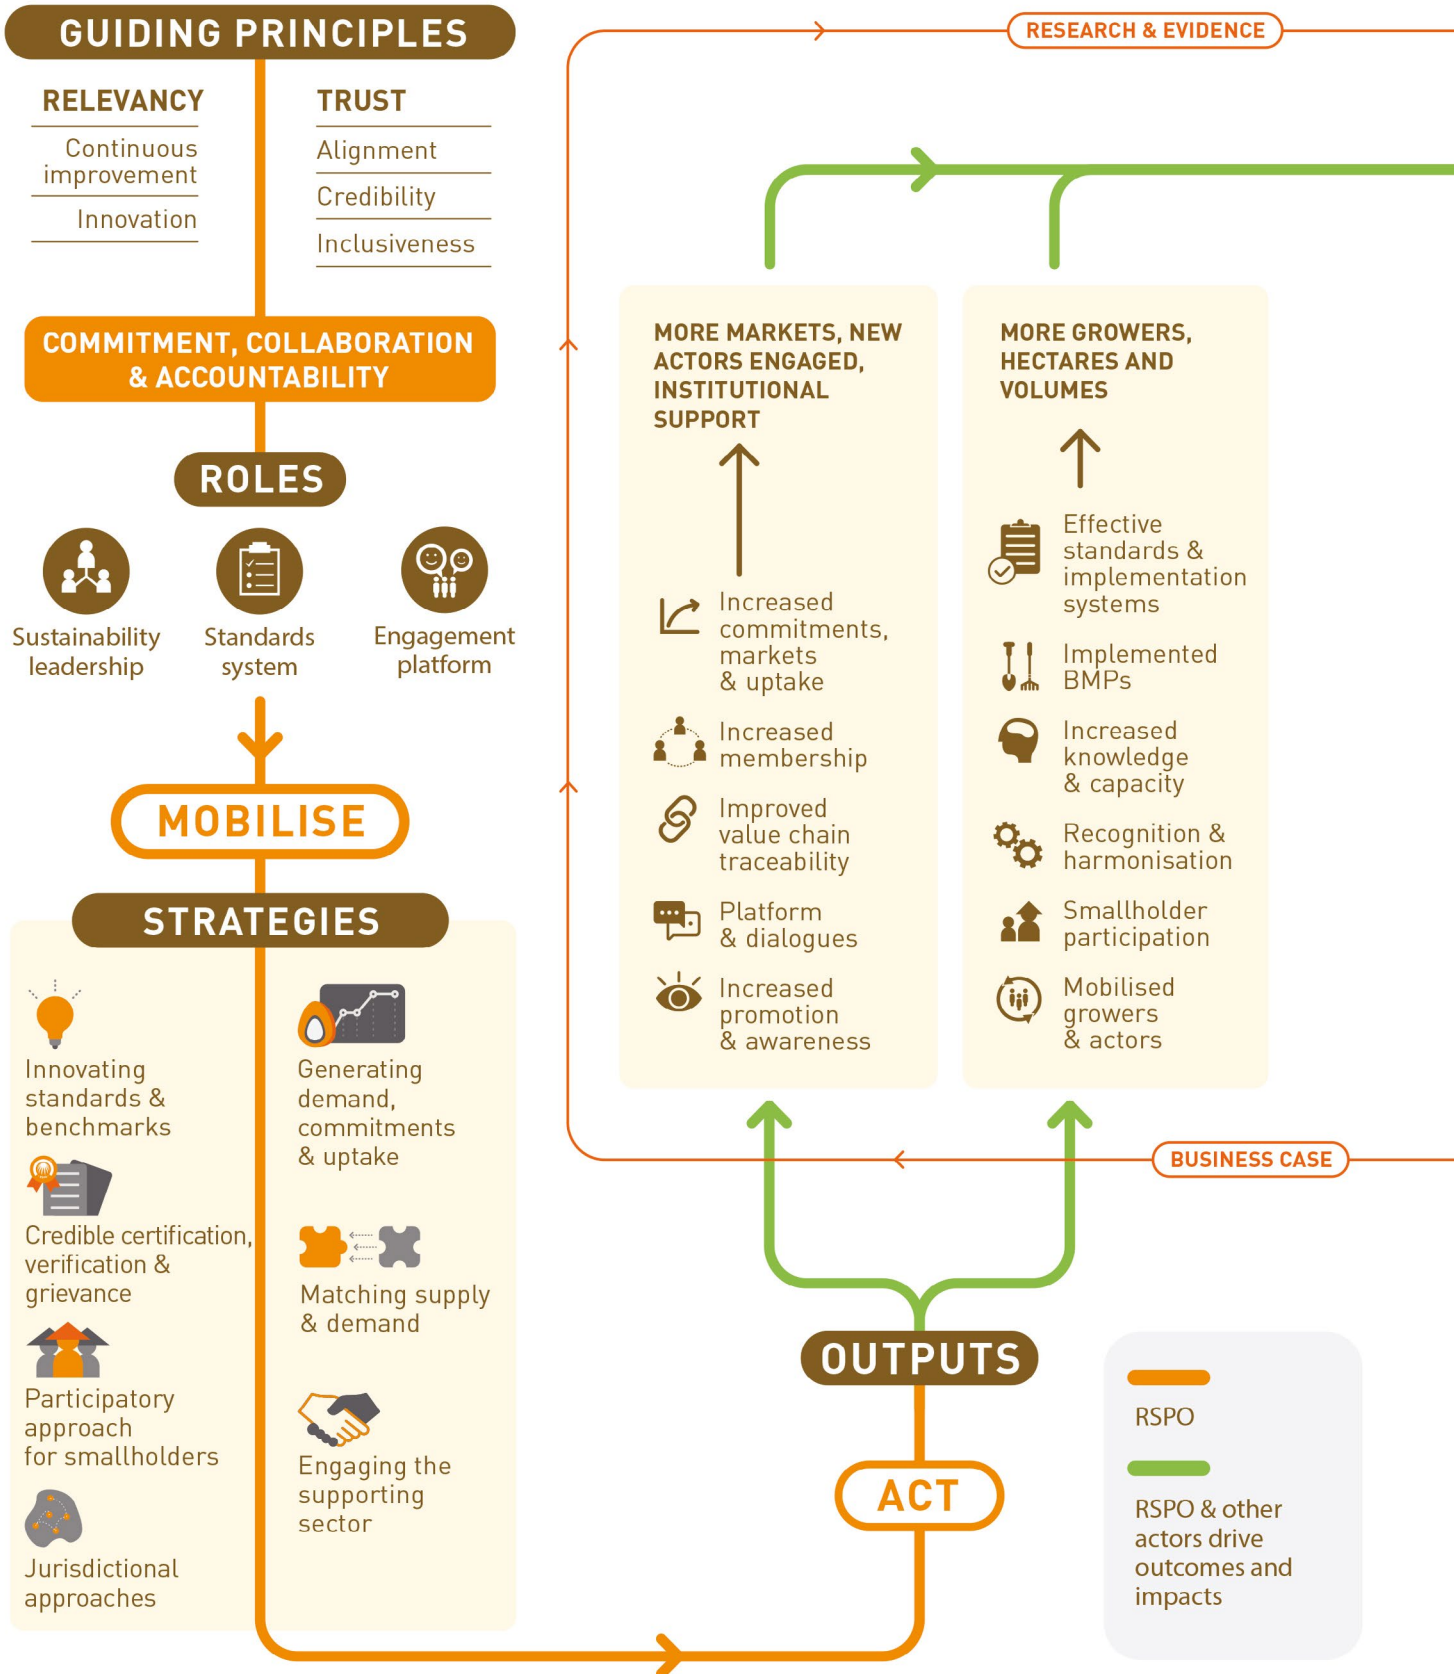 GUIDING PRINCIPLES
RELEVANCY
Continuous
improvement
Innovation
TRUST
Alignment
Credibility
Inclusiveness
COMMITMENT, COLLABORATION
& ACCOUNTABILITY
ROLES
Sustainability
leadership
Standards
system
Engagement
platform
MOBILISE
STRATEGIES
Innovating
standards &
benchmarks
Credible certification,
verification &
grievance
Participatory
approach
for smallholders
Jurisdictional
approaches
Generating
demand,
commitments
& uptake
Matching supply
& demand
Engaging the
supporting
sector
RESEARCH & EVIDENCE
MORE MARKETS, NEW
ACTORS ENGAGED,
INSTITUTIONAL
SUPPORT
Increased
commitments,
markets
& uptake
Increased
membership
Improved
value chain
traceability
Platform
& dialogues
Increased
promotion
& awareness
MORE GROWERS,
HECTARES AND
VOLUMES
Effective
standards &
implementation
systems
Implemented
BMPs
Increased
knowledge
& capacity
Recognition &
harmonisation
Smallholder
participation
Mobilised
growers
& actors
BUSINESS CASE
OUTPUTS
ACT
RSPO
RSPO & other
actors drive
outcomes and
impacts